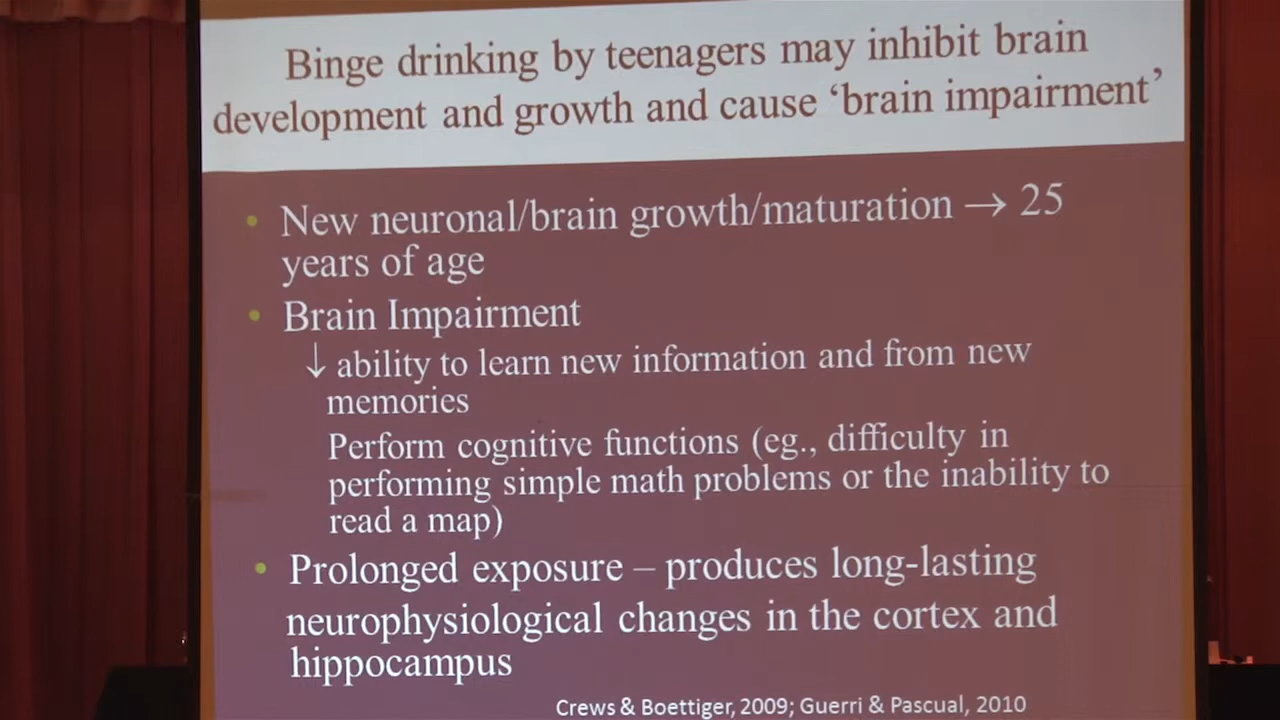 Binge drinking by teenagers may inhibit brain
development and growth and cause ‘brain impairment’
• New neuronal/brain growth/maturation → 25
years of age
• Brain Impairment
↓ ability to learn new information and from new
memories
Perform cognitive functions (eg., difficulty in
performing simple math problems or the inability to
read a map)
• Prolonged exposure – produces long-lasting
neurophysiological changes in the cortex and
hippocampus
Crews & Boettiger, 2009; Guerri & Pascual, 2010